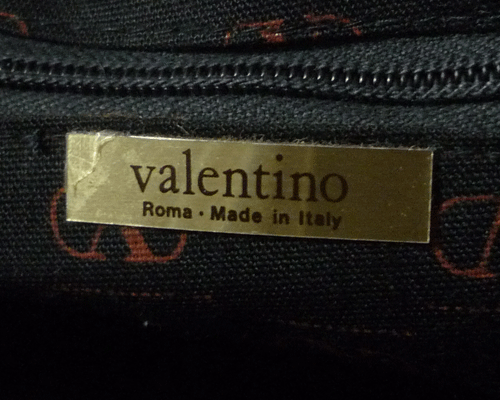 valentino
Roma · Made in Italy